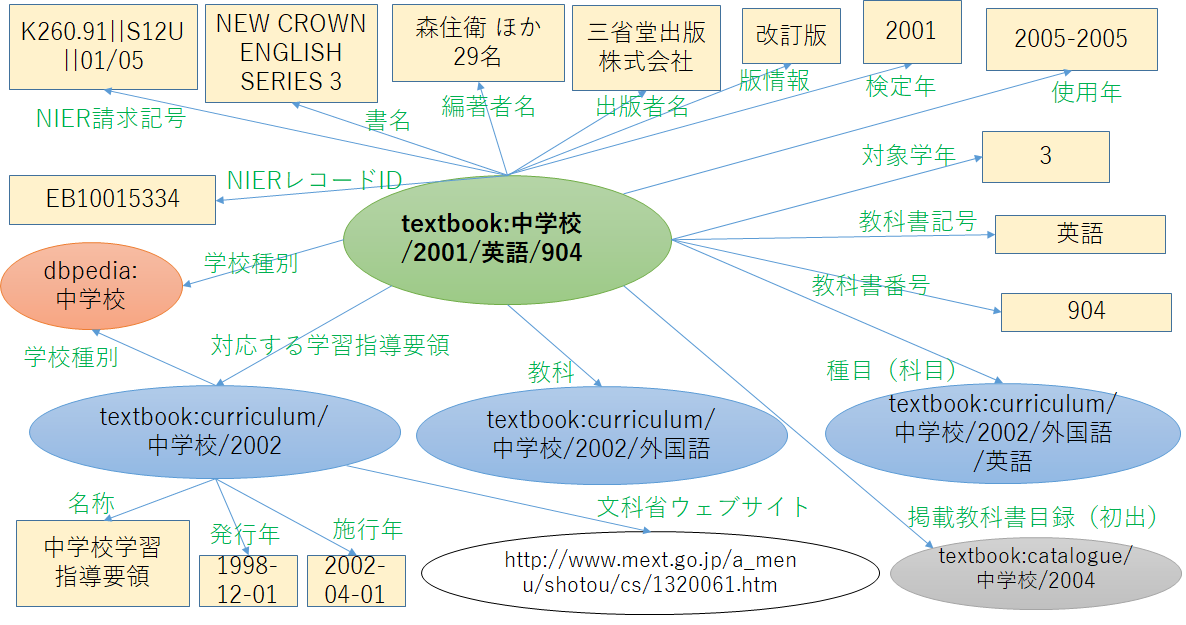 K260.91||S12U
||01/05
NEW CROWN
ENGLISH
SERIES 3
森住衛 ほか
29名
三省堂出版
株式会社
改訂版
2001
2005-2005
NIER請求記号
書名
編著者名
出版者名
版情報
検定年
使用年
対象学年
3
EB10015334
NIERレコードID
textbook:中学校
/2001/英語/904
教科書記号
英語
学校種別
dbpedia:
中学校
教科書番号
904
学校種別
対応する学習指導要領
教科
種目（科目）
textbook:curriculum/
中学校/2002
textbook:curriculum/
中学校/2002/外国語
textbook:curriculum/
中学校/2002/外国語
/英語
名称
発行年
施行年
文科省ウェブサイト
掲載教科書目録（初出）
中学校学習
指導要領
1998-
12-01
2002-
04-01
http://www.mext.go.jp/a_men
u/shotou/cs/1320061.htm
textbook:catalogue/
中学校/2004